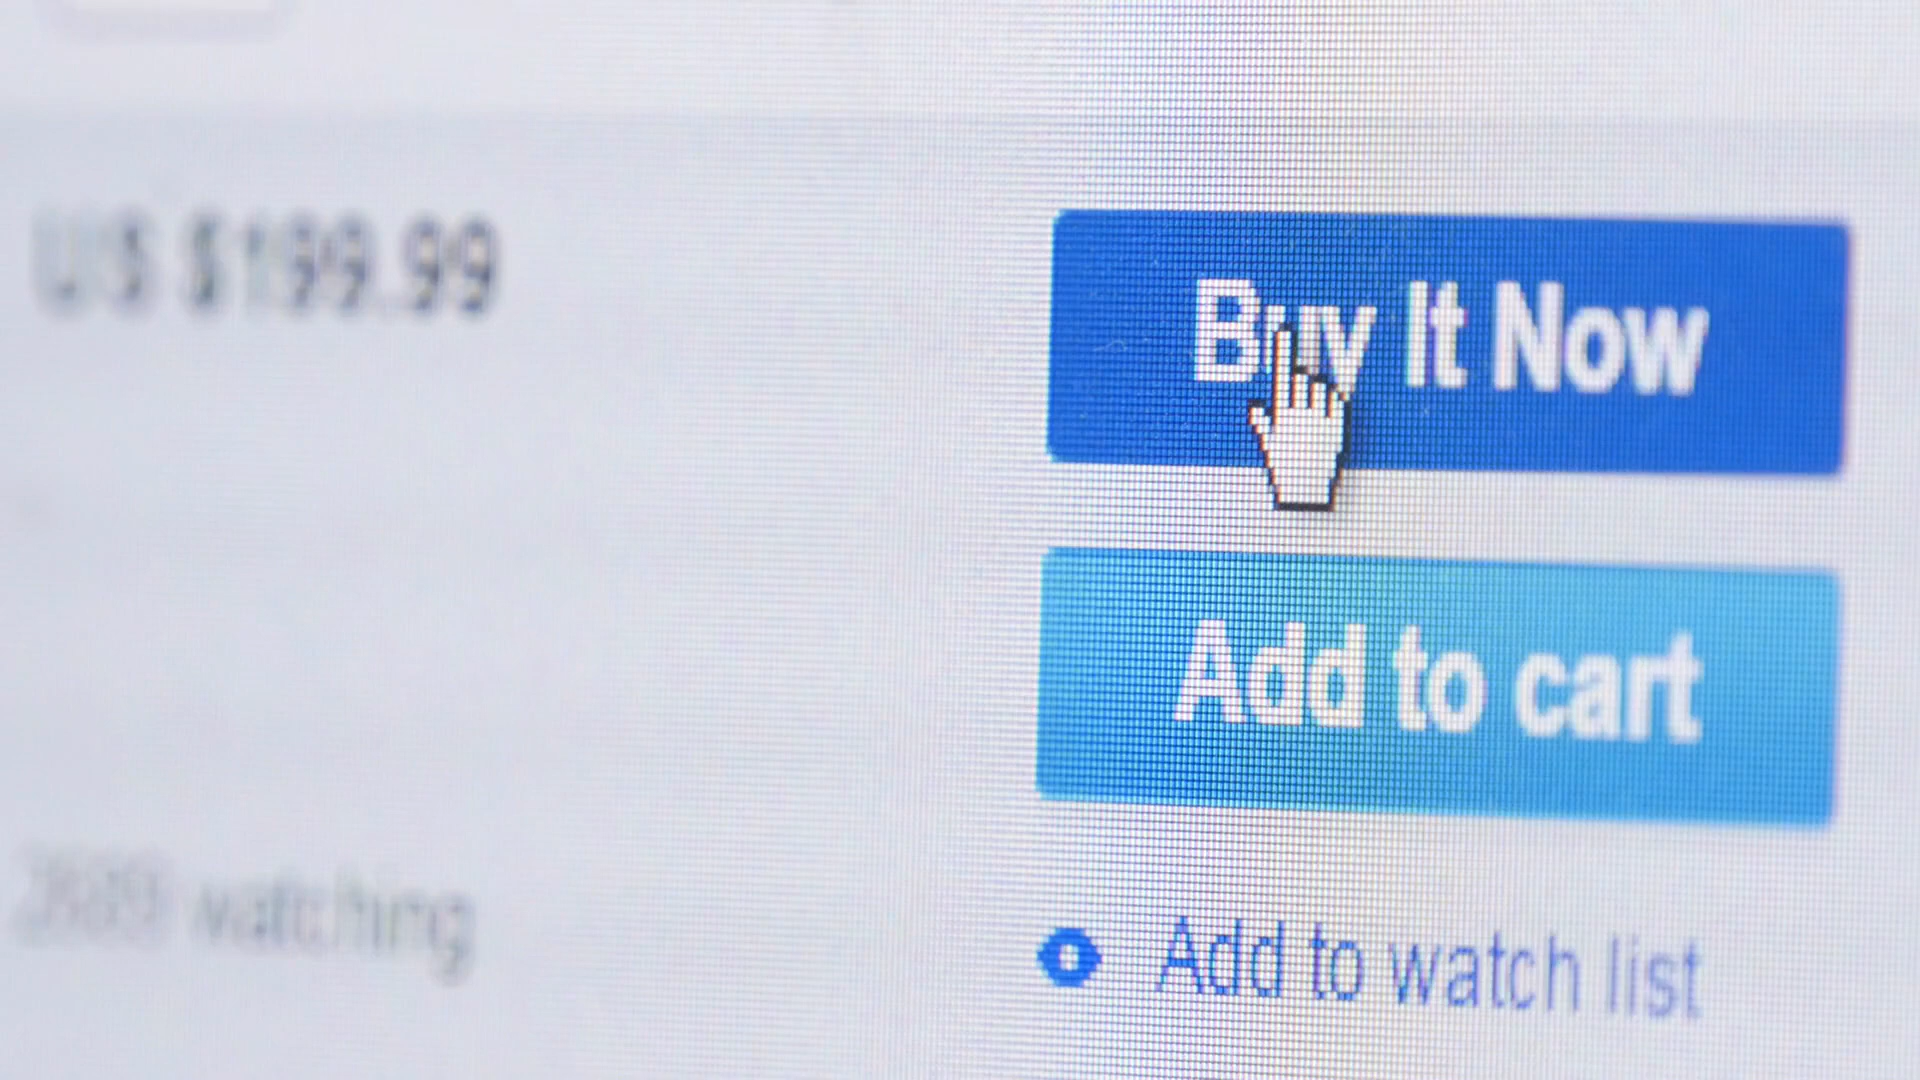 US $199.99
Buy It Now
Add to cart
watching
Add to watch list